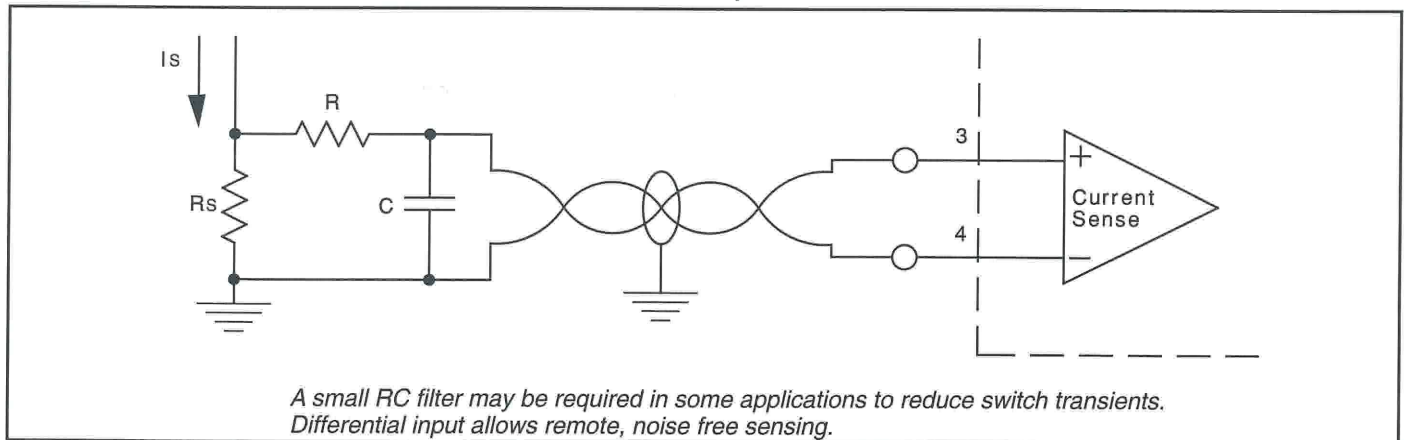 Is
R
3
+
Rs
C
Current
Sense
4
−
A small RC filter may be required in some applications to reduce switch transients.
Differential input allows remote, noise free sensing.